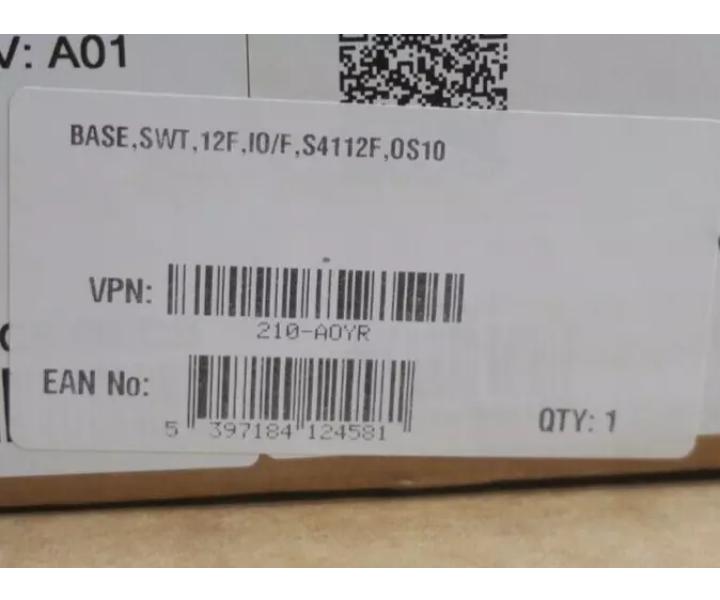 V: A01
BASE,SWT,12F,IO/F,S4112F,OS10
VPN:
210-AOYR
EAN No:
5 397184 124581
QTY: 1